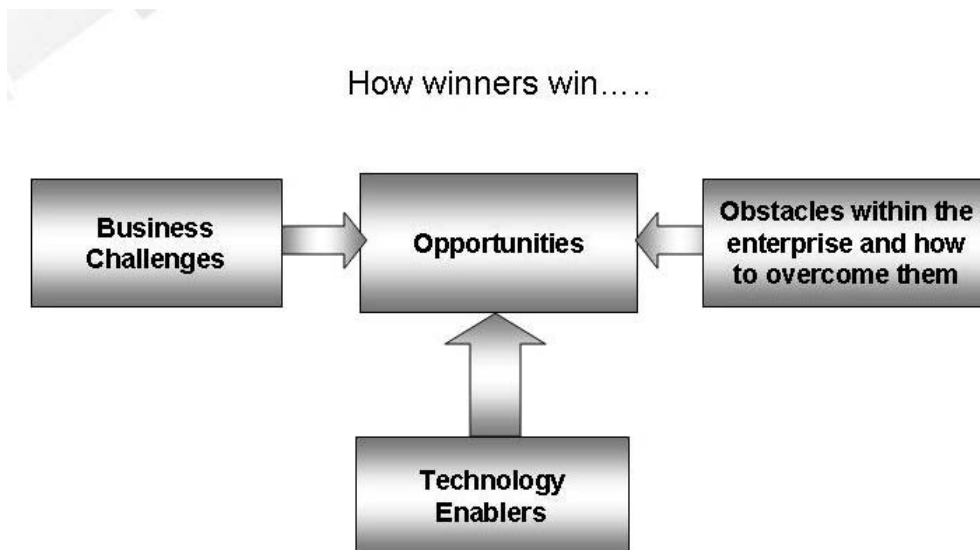 How winners win.....
Business
Challenges
Opportunities
Obstacles within the
enterprise and how
to overcome them
Technology
Enablers